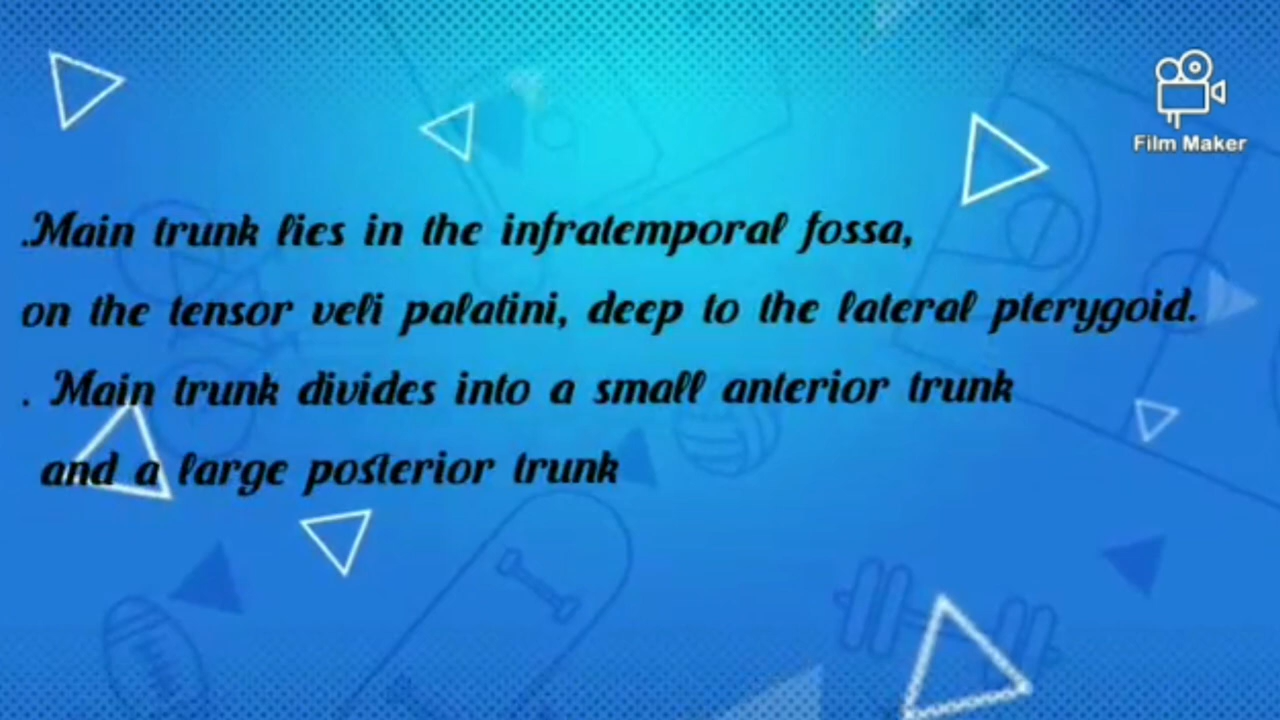 Film Maker
.Main trunk lies in the infratemporal fossa,
on the tensor veli palatini, deep to the lateral pterygoid.
. Main trunk divides into a small anterior trunk
and a large posterior trunk